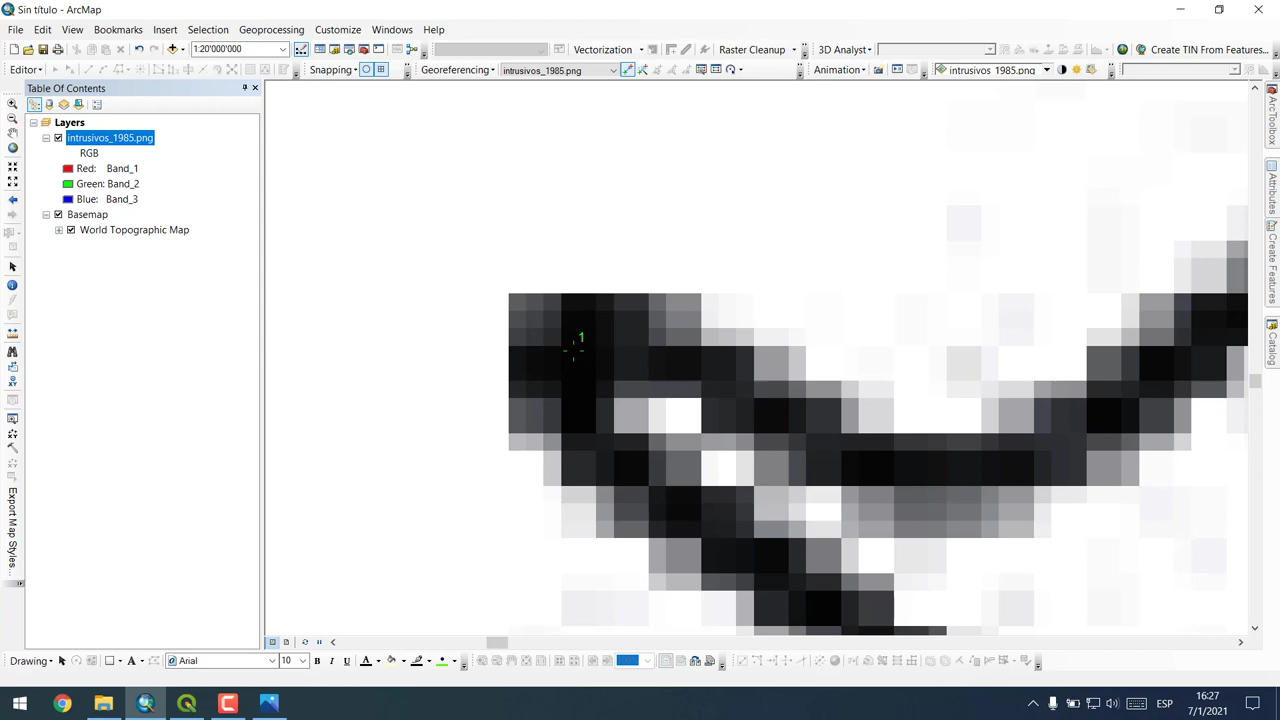 Sin título - ArcMap
File Edit View Bookmarks Insert Selection Geoprocessing Customize Windows Help
1:20'000'000 Vectorization Raster Cleanup 3D Analyst Create TIN From Features...
Editor Snapping Georeferencing intrusivos_1985.png Animation intrusivos_1985.png
Table Of Contents
Layers
intrusivos_1985.png
RGB
Red: Band_1
Green: Band_2
Blue: Band_3
Basemap
World Topographic Map
Export Map Styles...
1
ArcToolbox
Attributes
Create Features
Catalog
Drawing Arial 10 B I U A
ESP
16:27
7/1/2021